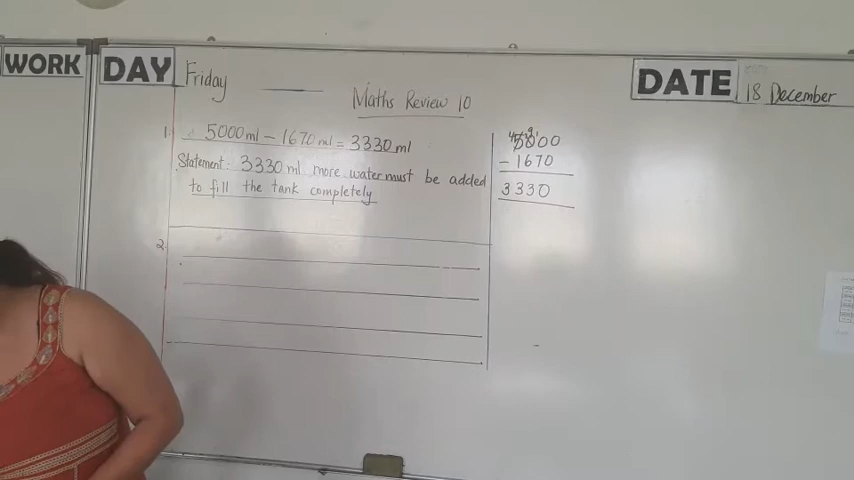 WORK DAY Friday DATE 18 December
Maths Review 10
1. 5000 ml - 1670 ml = 3330 ml
Statement: 3330 ml more water must be added
to fill the tank completely
5000
- 1670
3330
2.